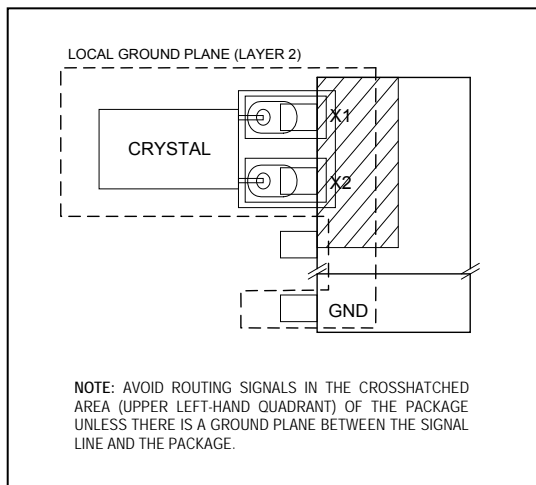 LOCAL GROUND PLANE (LAYER 2)
X1
CRYSTAL
X2
GND
NOTE: AVOID ROUTING SIGNALS IN THE CROSSHATCHED
AREA (UPPER LEFT-HAND QUADRANT) OF THE PACKAGE
UNLESS THERE IS A GROUND PLANE BETWEEN THE SIGNAL
LINE AND THE PACKAGE.